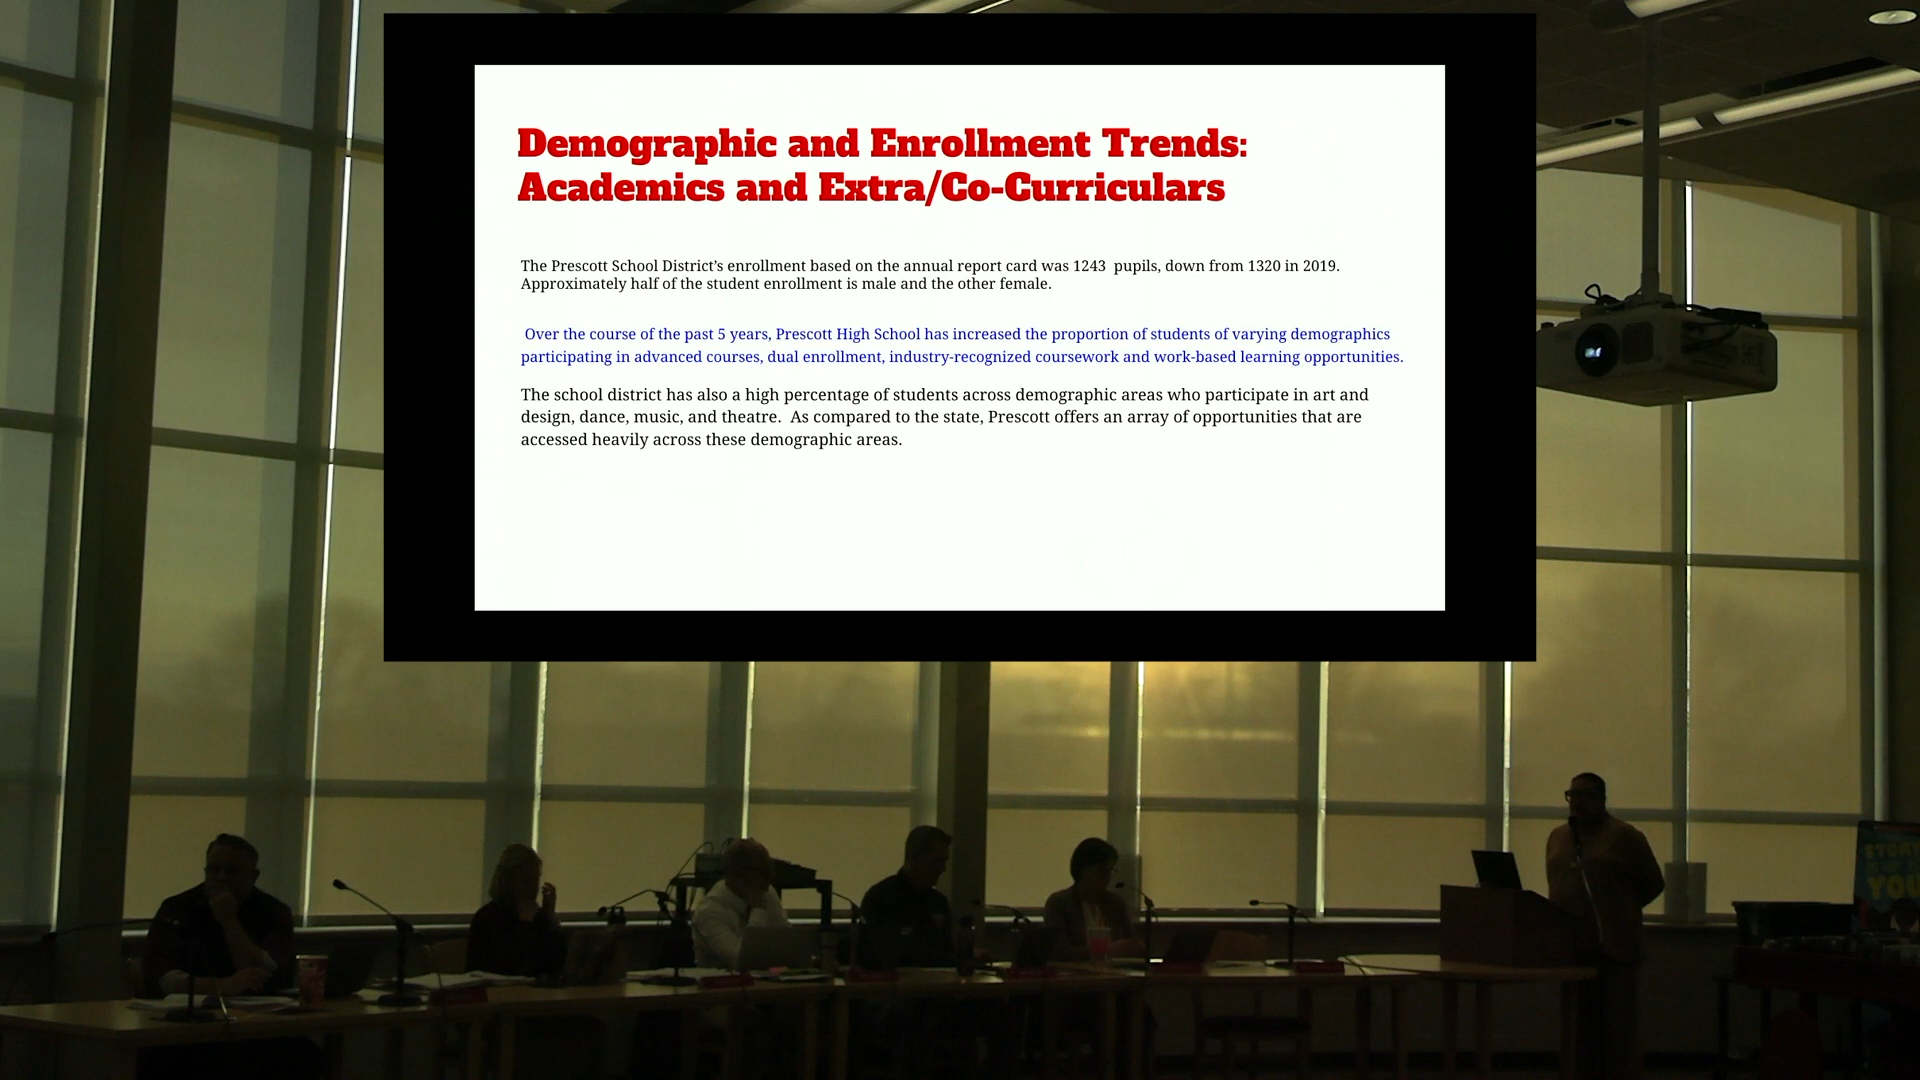 Demographic and Enrollment Trends:
Academics and Extra/Co-Curriculars
The Prescott School District's enrollment based on the annual report card was 1243  pupils, down from 1320 in 2019.
Approximately half of the student enrollment is male and the other female.
Over the course of the past 5 years, Prescott High School has increased the proportion of students of varying demographics
participating in advanced courses, dual enrollment, industry-recognized coursework and work-based learning opportunities.
The school district has also a high percentage of students across demographic areas who participate in art and
design, dance, music, and theatre.  As compared to the state, Prescott offers an array of opportunities that are
accessed heavily across these demographic areas.
STORY
YOU